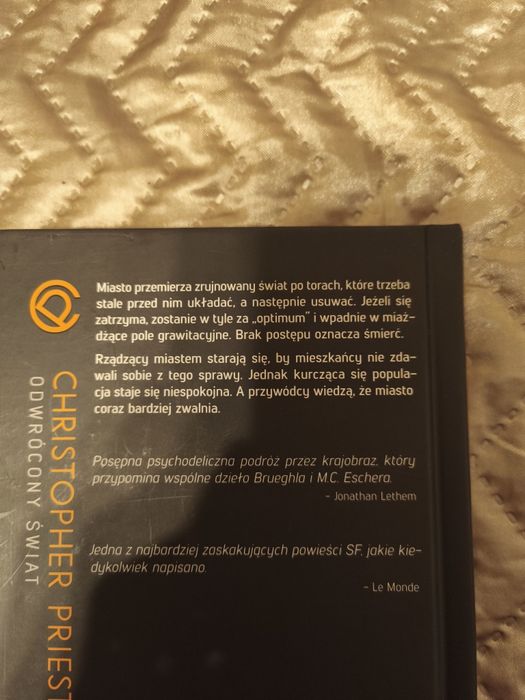 Miasto przemierza zrujnowany świat po torach, które trzeba
stale przed nim układać, a następnie usuwać. Jeżeli się
zatrzyma, zostanie w tyle za „optimum” i wpadnie w miaż-
dżące pole grawitacyjne. Brak postępu oznacza śmierć.
Rządzący miastem starają się, by mieszkańcy nie zda-
wali sobie z tego sprawy. Jednak kurcząca się popula-
cja staje się niespokojna. A przywódcy wiedzą, że miasto
coraz bardziej zwalnia.
Posępna psychodeliczna podróż przez krajobraz, który
przypomina wspólne dzieło Brueghla i M.C. Eschera.
– Jonathan Lethem
Jedna z najbardziej zaskakujących powieści SF, jakie kie-
dykolwiek napisano.
– Le Monde
CHRISTOPHER PRIEST
ODWRÓCONY ŚWIAT